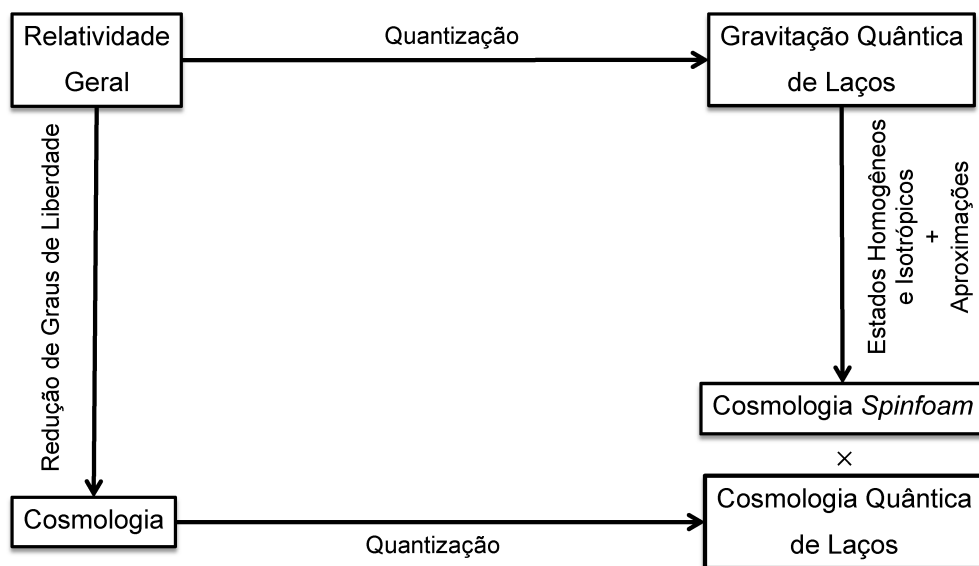 Relatividade
Geral
Quantização
Gravitação Quântica
de Laços
Redução de Graus de Liberdade
Estados Homogêneos
e Isotrópicos
+
Aproximações
Cosmologia Spinfoam
×
Cosmologia
Quantização
Cosmologia Quântica
de Laços